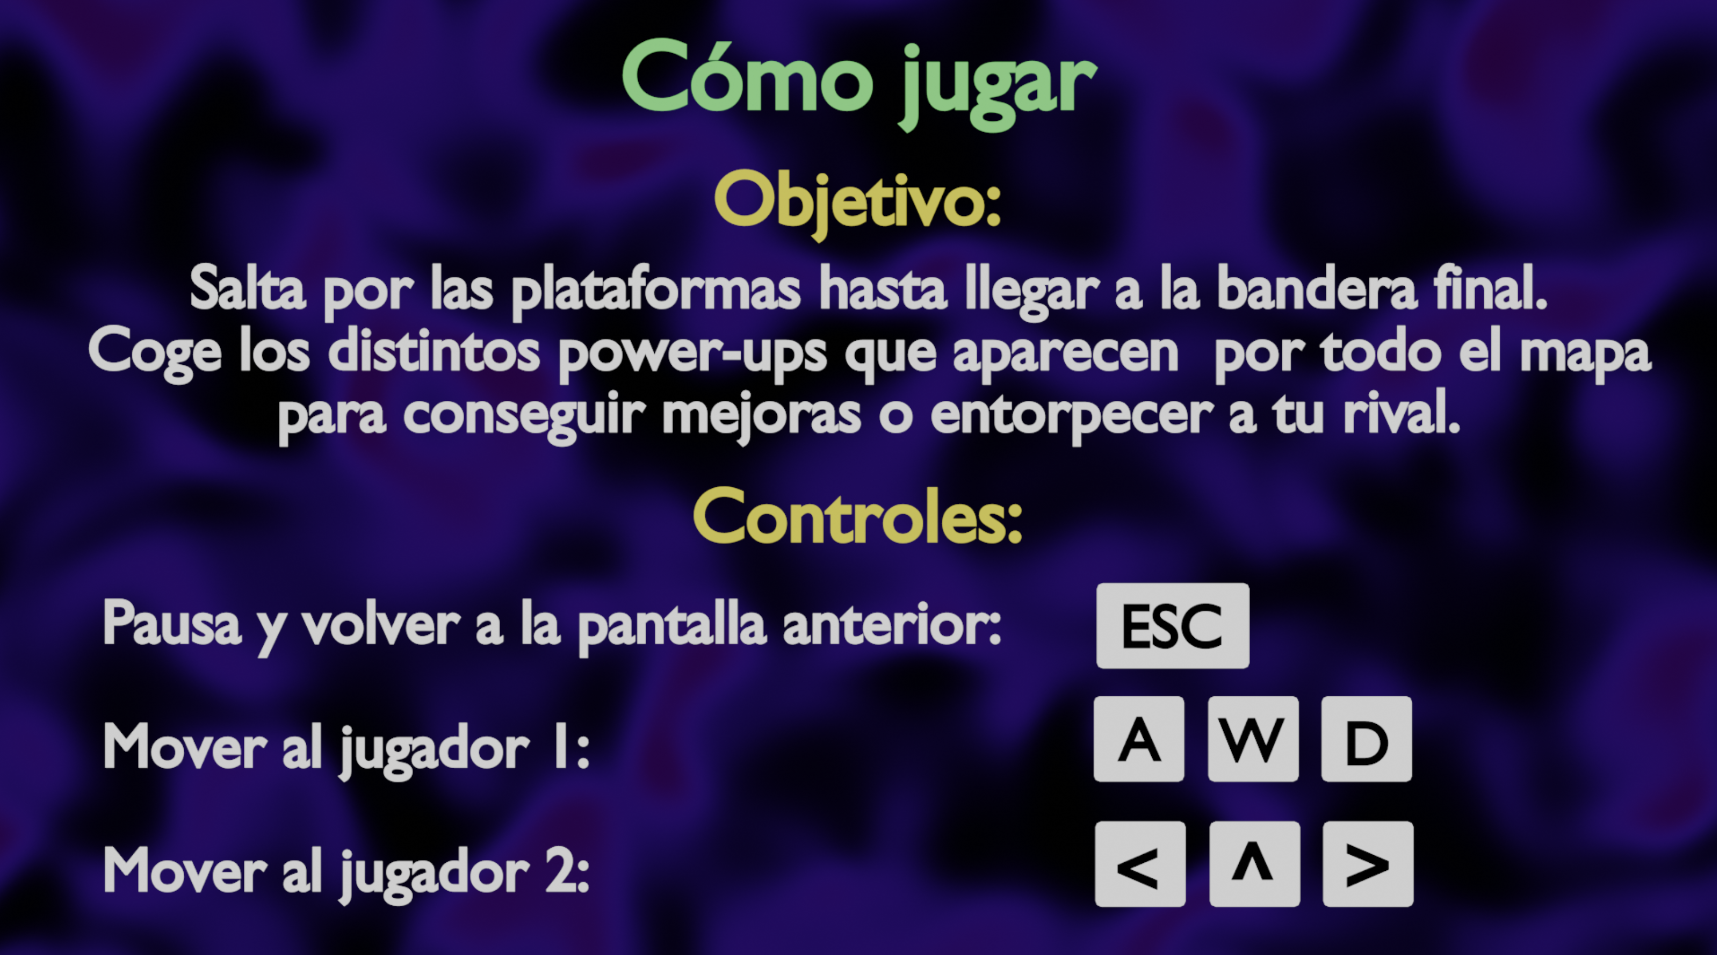 Cómo jugar
Objetivo:
Salta por las plataformas hasta llegar a la bandera final.
Coge los distintos power-ups que aparecen  por todo el mapa
para conseguir mejoras o entorpecer a tu rival.
Controles:
Pausa y volver a la pantalla anterior: ESC
Mover al jugador 1: A W D
Mover al jugador 2: < ^ >